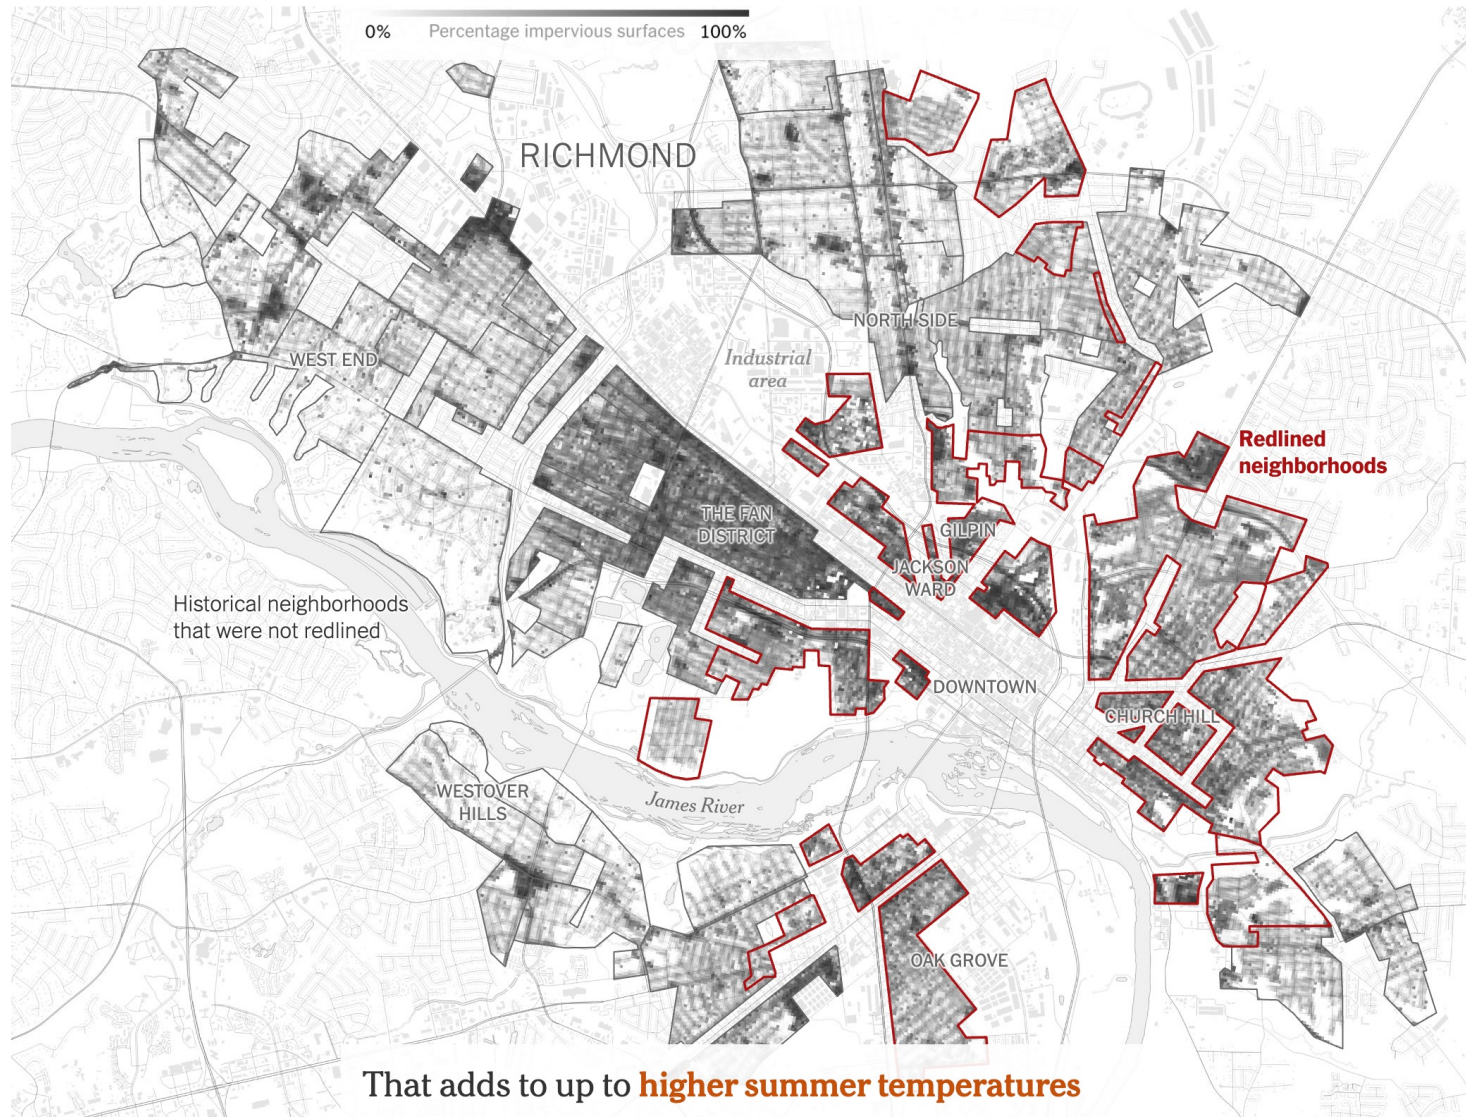 0%
Percentage impervious surfaces
100%
RICHMOND
NORTH SIDE
Industrial
area
WEST END
Redlined
neighborhoods
THE FAN
DISTRICT
GILPIN
JACKSON
WARD
Historical neighborhoods
that were not redlined
DOWNTOWN
CHURCH HILL
WESTOVER
HILLS
James River
OAK GROVE
That adds to up to higher summer temperatures